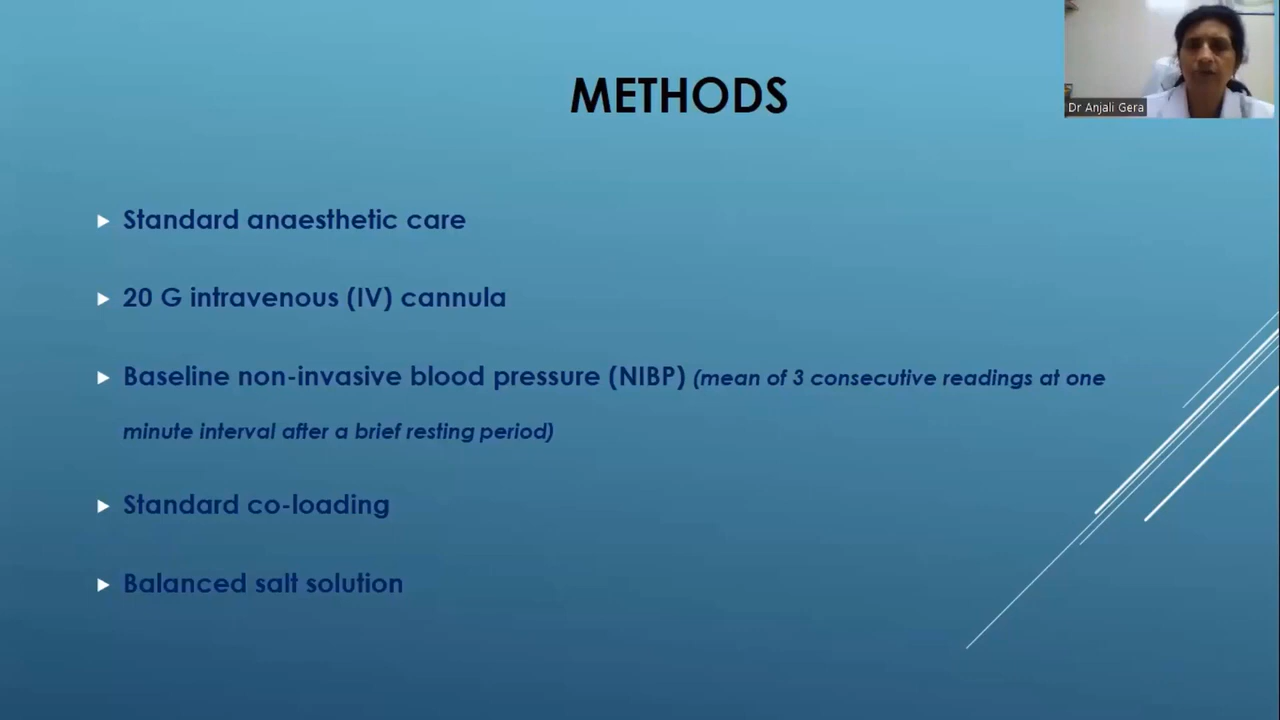 METHODS
Dr Anjali Gera
Standard anaesthetic care
20 G intravenous (IV) cannula
Baseline non-invasive blood pressure (NIBP) (mean of 3 consecutive readings at one
minute interval after a brief resting period)
Standard co-loading
Balanced salt solution